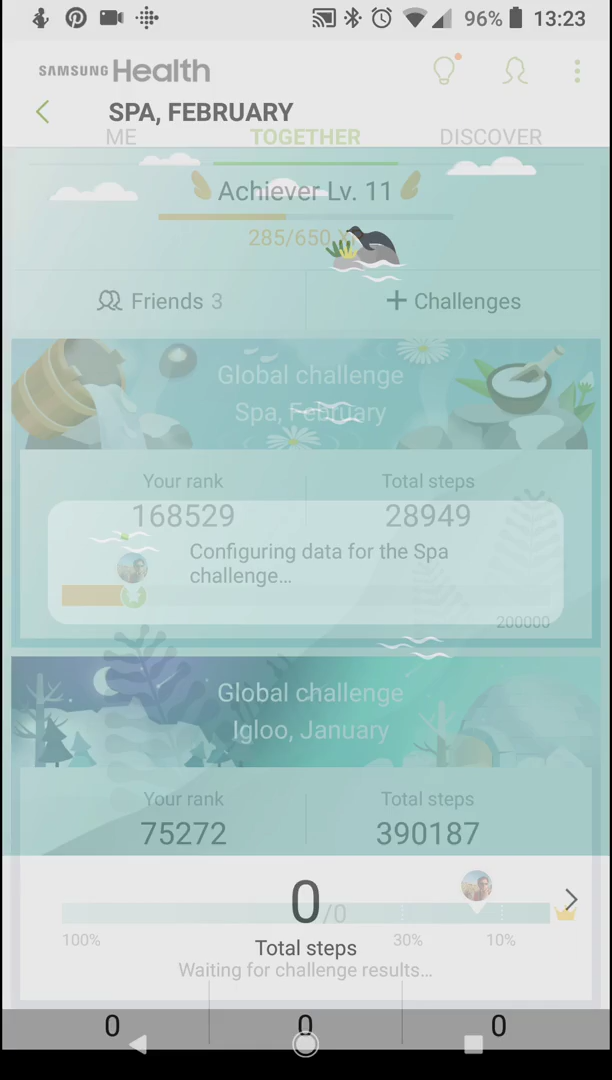 96% 13:23
SAMSUNG Health
SPA, FEBRUARY
ME TOGETHER DISCOVER
Achiever Lv. 11
285/650
Friends 3 + Challenges
Global challenge
Spa, February
Your rank Total steps
168529 28949
Configuring data for the Spa
challenge...
200000
Global challenge
Igloo, January
Your rank Total steps
75272 390187
0/0
100% 30% 10%
Total steps
Waiting for challenge results...
0 0 0